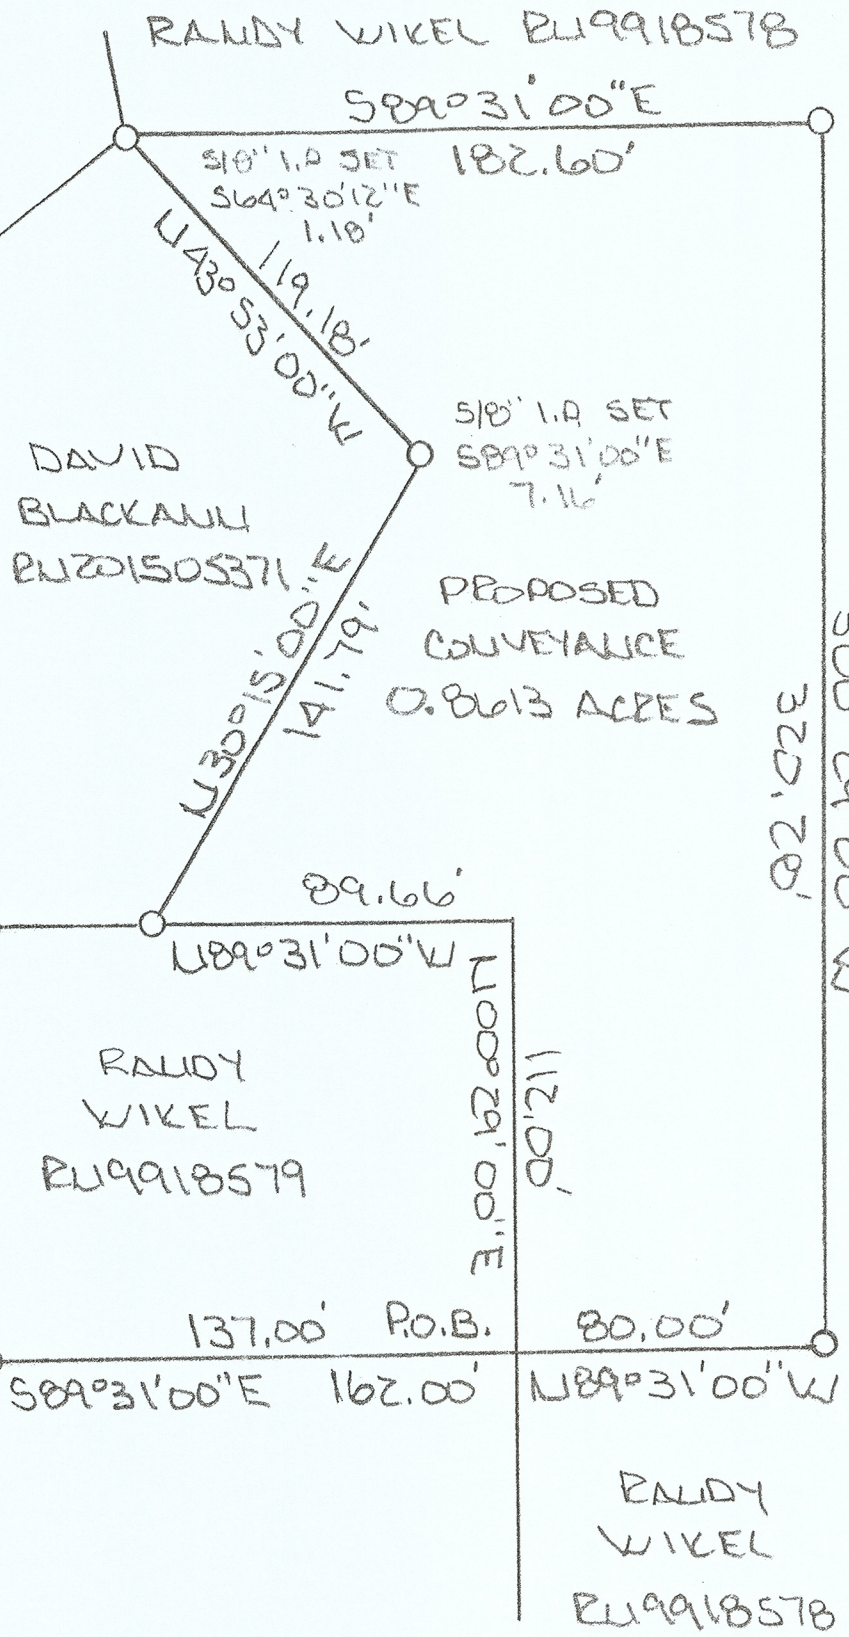 RANDY WIKEL RN9918578
S89°31'00"E
182.60'
5/8" I.P SET
S64°30'12"E
1.18'
119.18'
N43°53'00"W
5/8" I.P SET
S89°31'00"E
7.16'
DAVID
BLACKANN
RN201505371
N30°15'00"E
141.79'
PROPOSED
CONVEYANCE
0.8613 ACRES
320.28'
S00°29'00"W
89.66'
N89°31'00"W
N00°29'00"E
112.00'
RANDY
WIKEL
RN9918579
137.00' P.O.B. 80.00'
S89°31'00"E 162.00' N89°31'00"W
RANDY
WIKEL
RN9918578